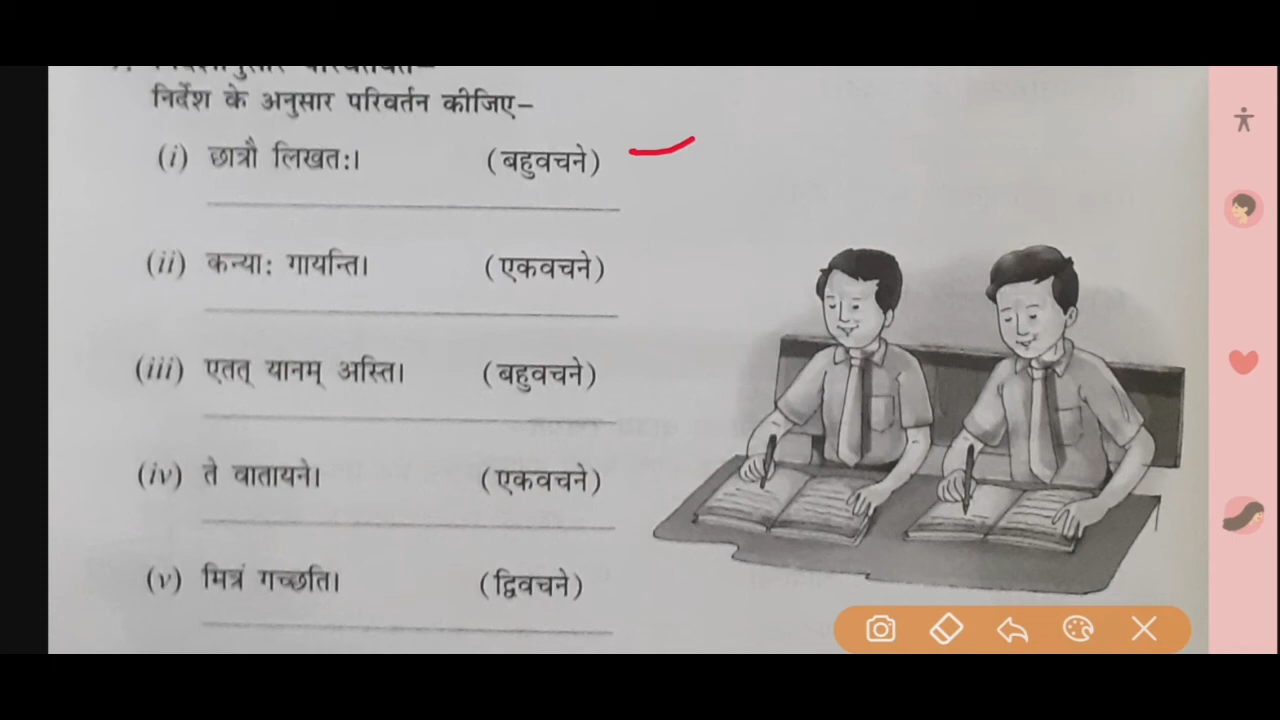 निर्देश के अनुसार परिवर्तन कीजिए–
(i) छात्रौ लिखतः। (बहुवचने)
(ii) कन्याः गायन्ति। (एकवचने)
(iii) एतत् यानम् अस्ति। (बहुवचने)
(iv) ते वातायने। (एकवचने)
(v) मित्रं गच्छति। (द्विवचने)